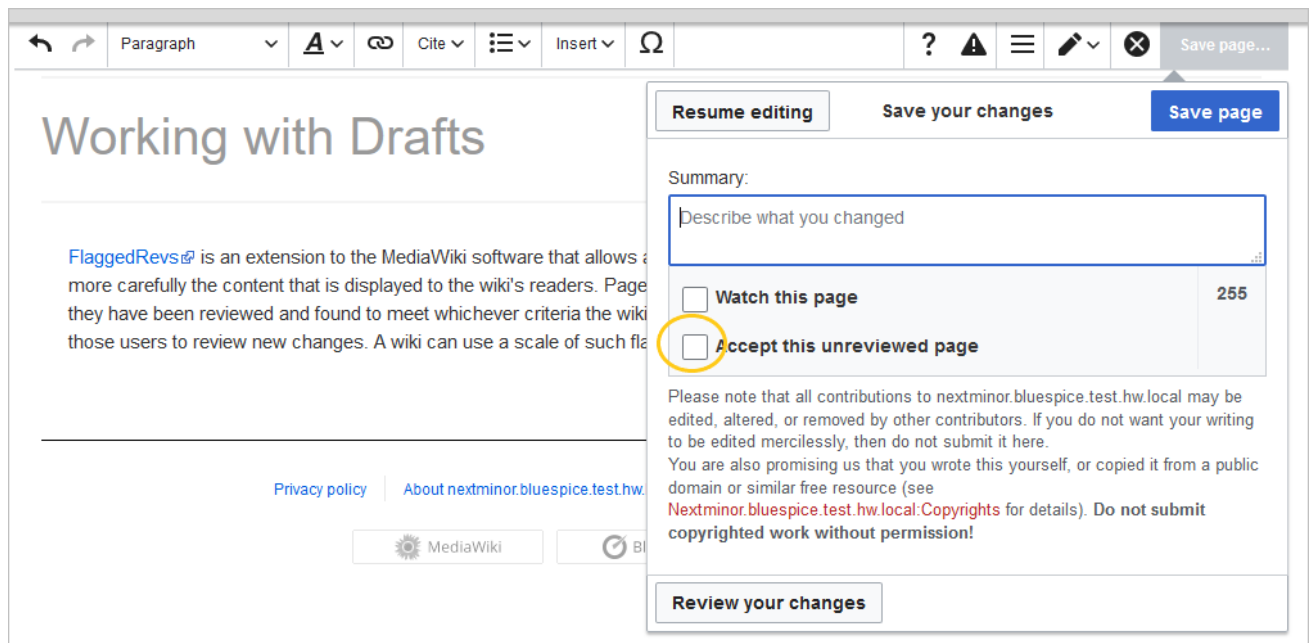 Paragraph A Cite Insert Ω ? Save page...
Resume editing Save your changes Save page
Working with Drafts
Summary:
Describe what you changed
FlaggedRevs is an extension to the MediaWiki software that allows
more carefully the content that is displayed to the wiki's readers. Page
they have been reviewed and found to meet whichever criteria the wiki
those users to review new changes. A wiki can use a scale of such
Watch this page 255
Accept this unreviewed page
Please note that all contributions to nextminor.bluespice.test.hw.local may be
edited, altered, or removed by other contributors. If you do not want your writing
to be edited mercilessly, then do not submit it here.
You are also promising us that you wrote this yourself, or copied it from a public
domain or similar free resource (see
Nextminor.bluespice.test.hw.local:Copyrights for details). Do not submit
copyrighted work without permission!
Privacy policy About nextminor.bluespice.test.hw.
MediaWiki
Review your changes